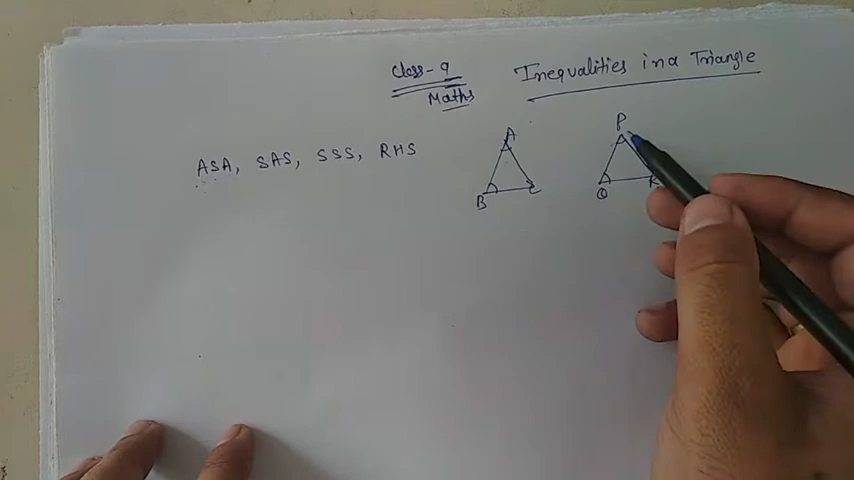 Class-9
Maths
Inequalities in a Triangle
ASA, SAS, SSS, RHS
A
B
C
P
Q
R